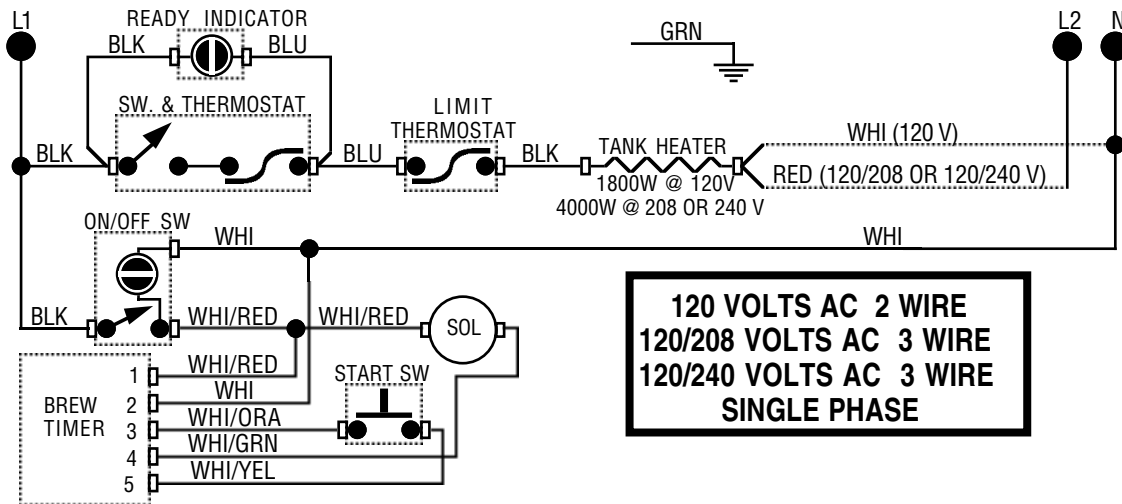 L1
READY INDICATOR
BLK
BLU
GRN
L2
N
SW. & THERMOSTAT
LIMIT
THERMOSTAT
BLK
BLU
BLK
TANK HEATER
1800W @ 120V
4000W @ 208 OR 240 V
WHI (120 V)
RED (120/208 OR 120/240 V)
ON/OFF SW
WHI
WHI
BLK
WHI/RED
WHI/RED
SOL
120 VOLTS AC 2 WIRE
120/208 VOLTS AC 3 WIRE
120/240 VOLTS AC 3 WIRE
SINGLE PHASE
BREW
TIMER
1
WHI/RED
2
WHI
3
WHI/ORA
4
WHI/GRN
5
WHI/YEL
START SW